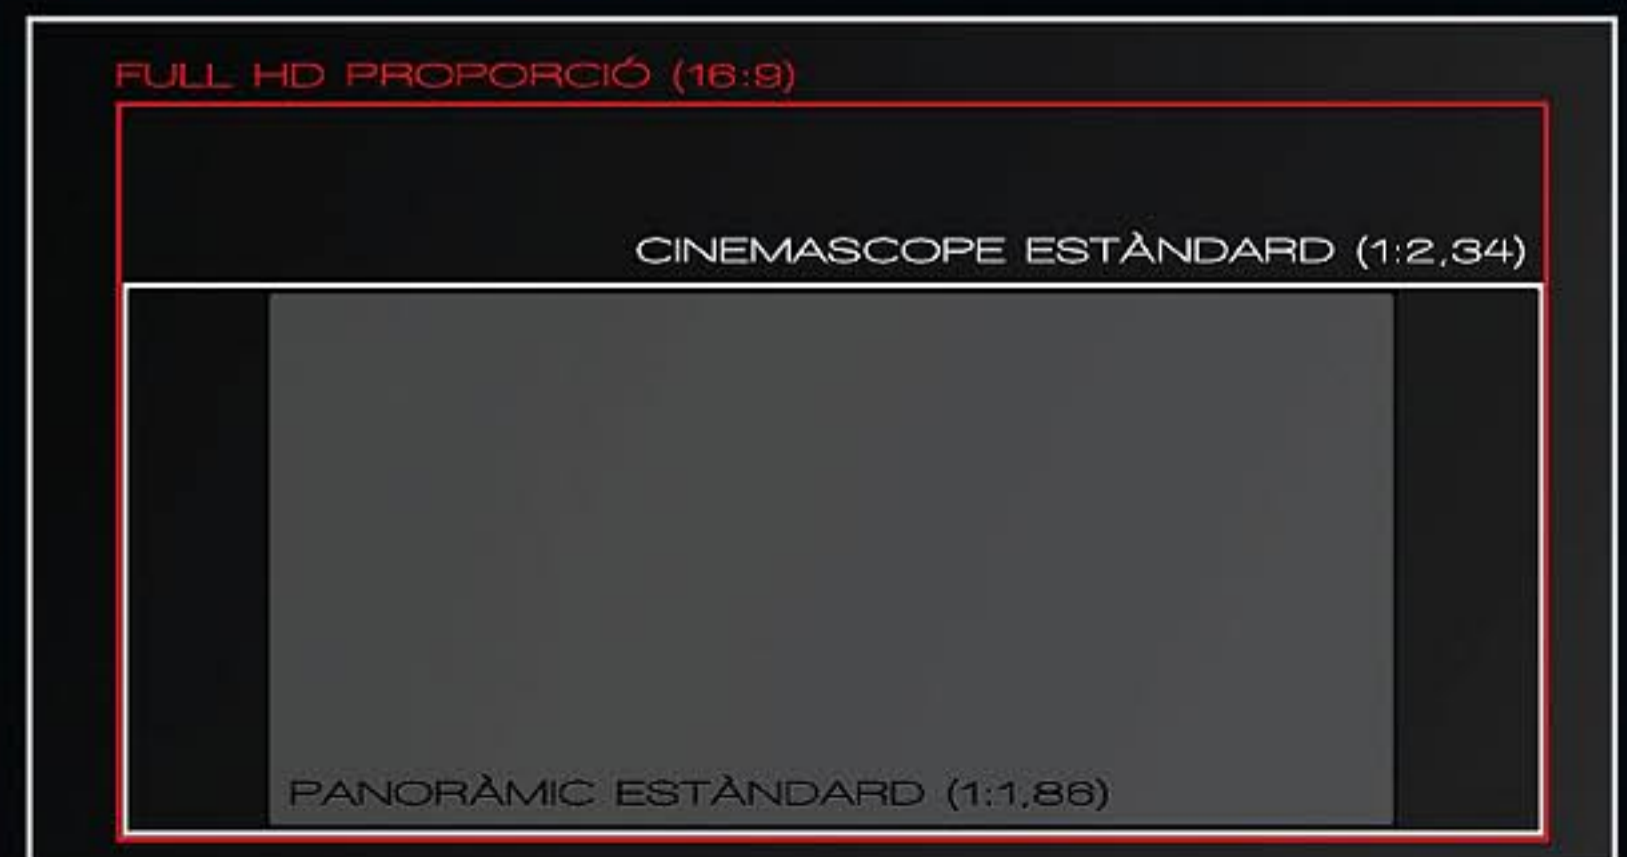 FULL HD PROPORCIÓ (16:9)
CINEMASCOPE ESTÀNDARD (1:2,34)
PANORÀMIC ESTÀNDARD (1:1,86)